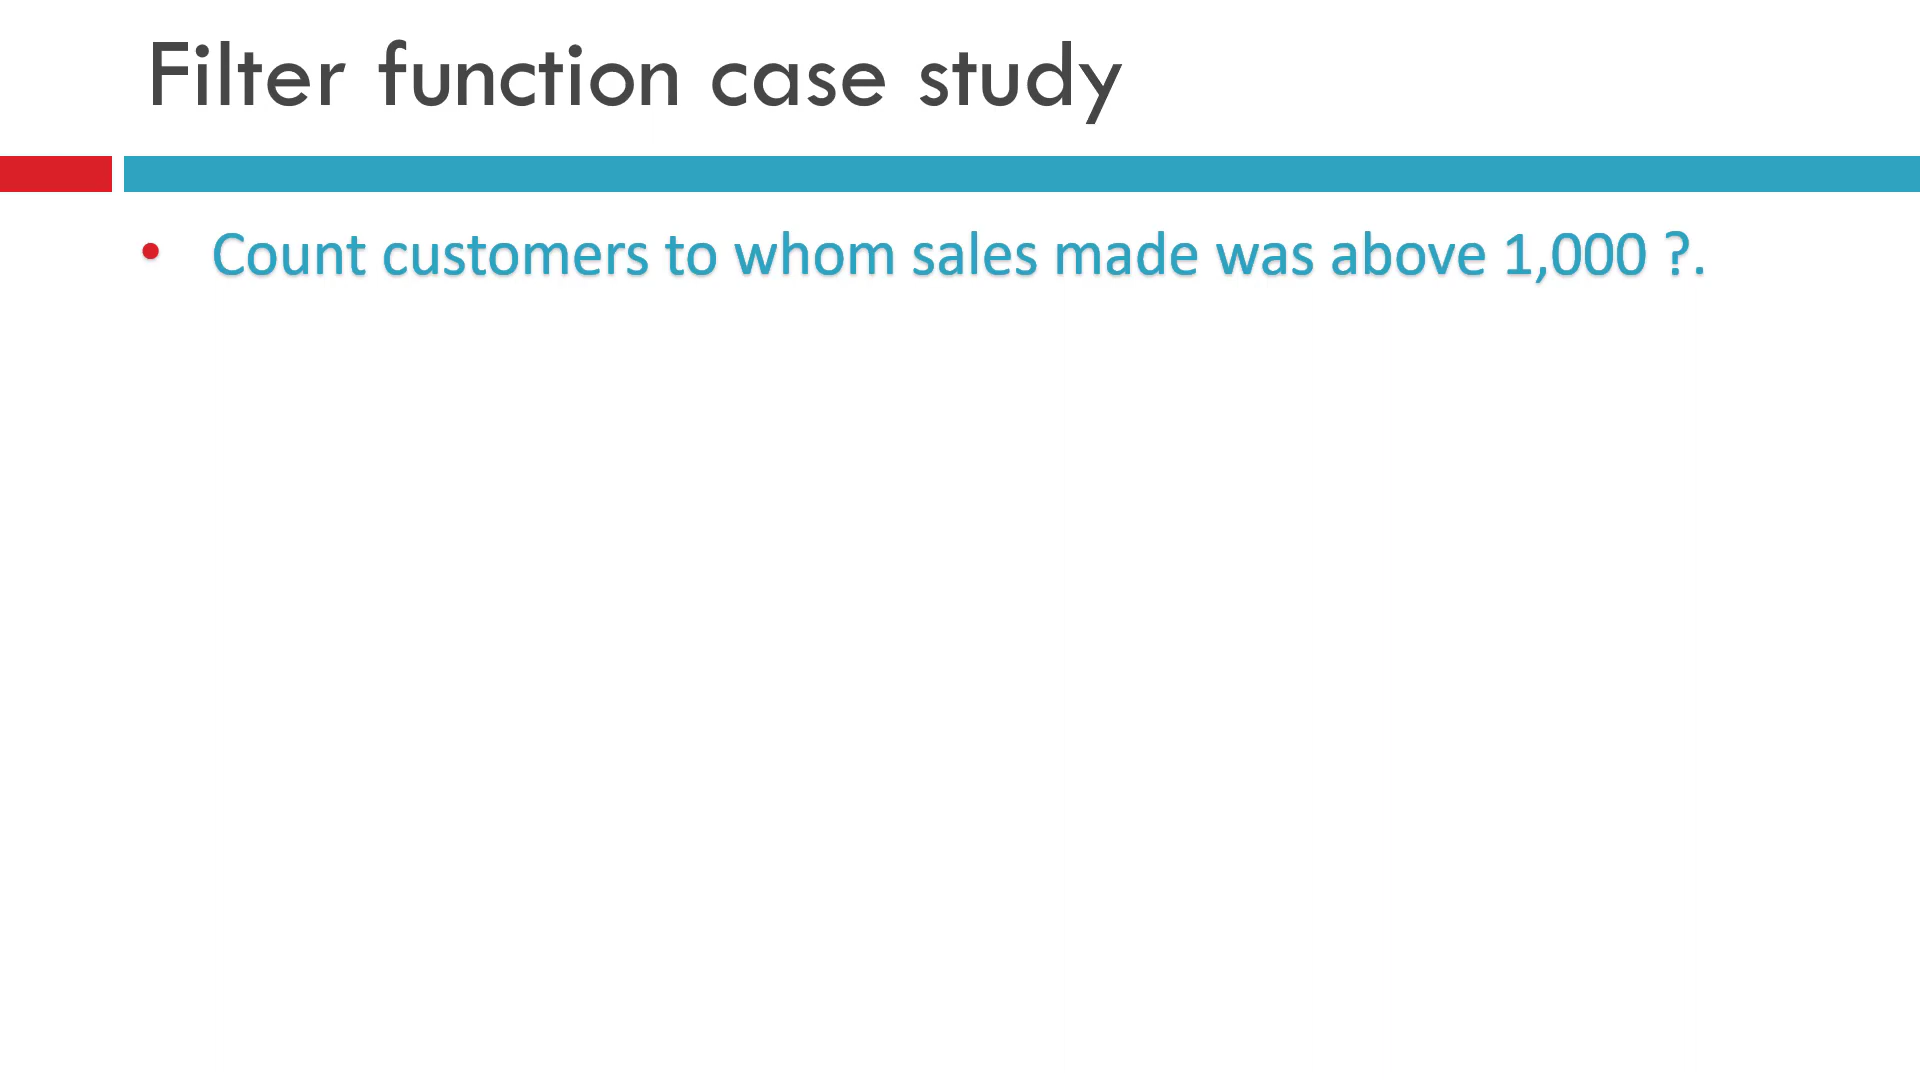 Filter function case study
• Count customers to whom sales made was above 1,000 ?.